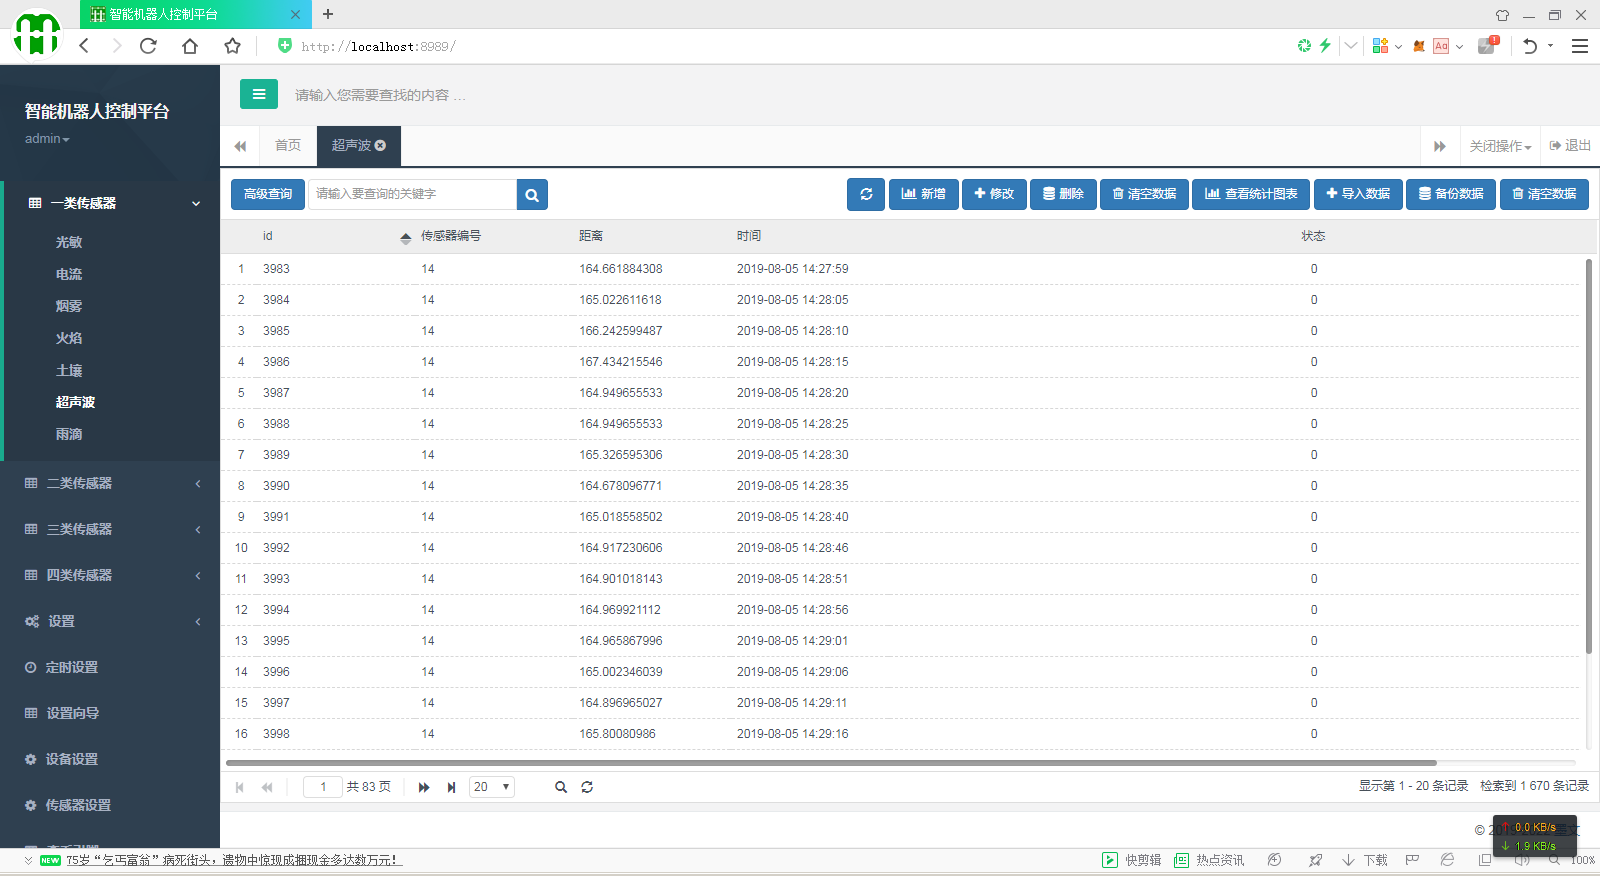 智能机器人控制平台
http://localhost:8989/
智能机器人控制平台
admin
请输入您需要查找的内容 …
首页
超声波
关闭操作
退出
一类传感器
光敏
电流
烟雾
火焰
土壤
超声波
雨滴
二类传感器
三类传感器
四类传感器
设置
定时设置
设置向导
设备设置
传感器设置
高级查询
请输入要查询的关键字
新增
修改
删除
清空数据
查看统计图表
导入数据
备份数据
清空数据
id 传感器编号 距离 时间 状态
1 3983 14 164.661884308 2019-08-05 14:27:59 0
2 3984 14 165.022611618 2019-08-05 14:28:05 0
3 3985 14 166.242599487 2019-08-05 14:28:10 0
4 3986 14 167.434215546 2019-08-05 14:28:15 0
5 3987 14 164.949655533 2019-08-05 14:28:20 0
6 3988 14 164.949655533 2019-08-05 14:28:25 0
7 3989 14 165.326595306 2019-08-05 14:28:30 0
8 3990 14 164.678096771 2019-08-05 14:28:35 0
9 3991 14 165.018558502 2019-08-05 14:28:40 0
10 3992 14 164.917230606 2019-08-05 14:28:46 0
11 3993 14 164.901018143 2019-08-05 14:28:51 0
12 3994 14 164.969921112 2019-08-05 14:28:56 0
13 3995 14 164.965867996 2019-08-05 14:29:01 0
14 3996 14 165.002346039 2019-08-05 14:29:06 0
15 3997 14 164.896965027 2019-08-05 14:29:11 0
16 3998 14 165.80080986 2019-08-05 14:29:16 0
1 共 83 页 20
显示第 1 - 20 条记录 检索到 1 670 条记录
0.0 KB/s
1.9 KB/s
NEW 75岁“乞丐富翁”病死街头，遗物中惊现成捆现金多达数万元！
快剪辑
热点资讯
下载
100%